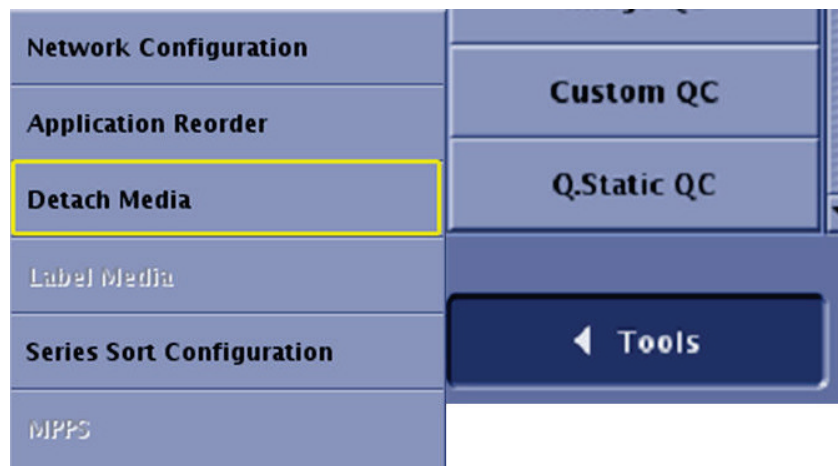 Network Configuration
Application Reorder
Detach Media
Label Media
Series Sort Configuration
MPPS
Custom QC
Q.Static QC
Tools